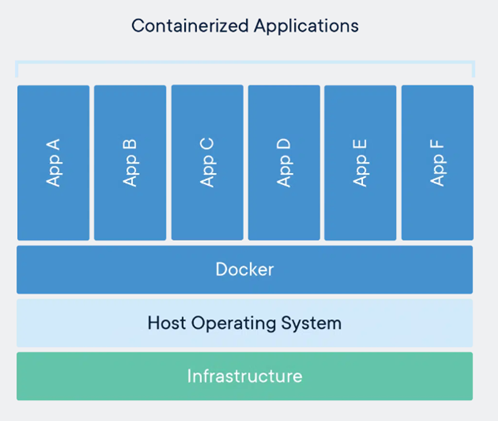 Containerized Applications
App A
App B
App C
App D
App E
App F
Docker
Host Operating System
Infrastructure